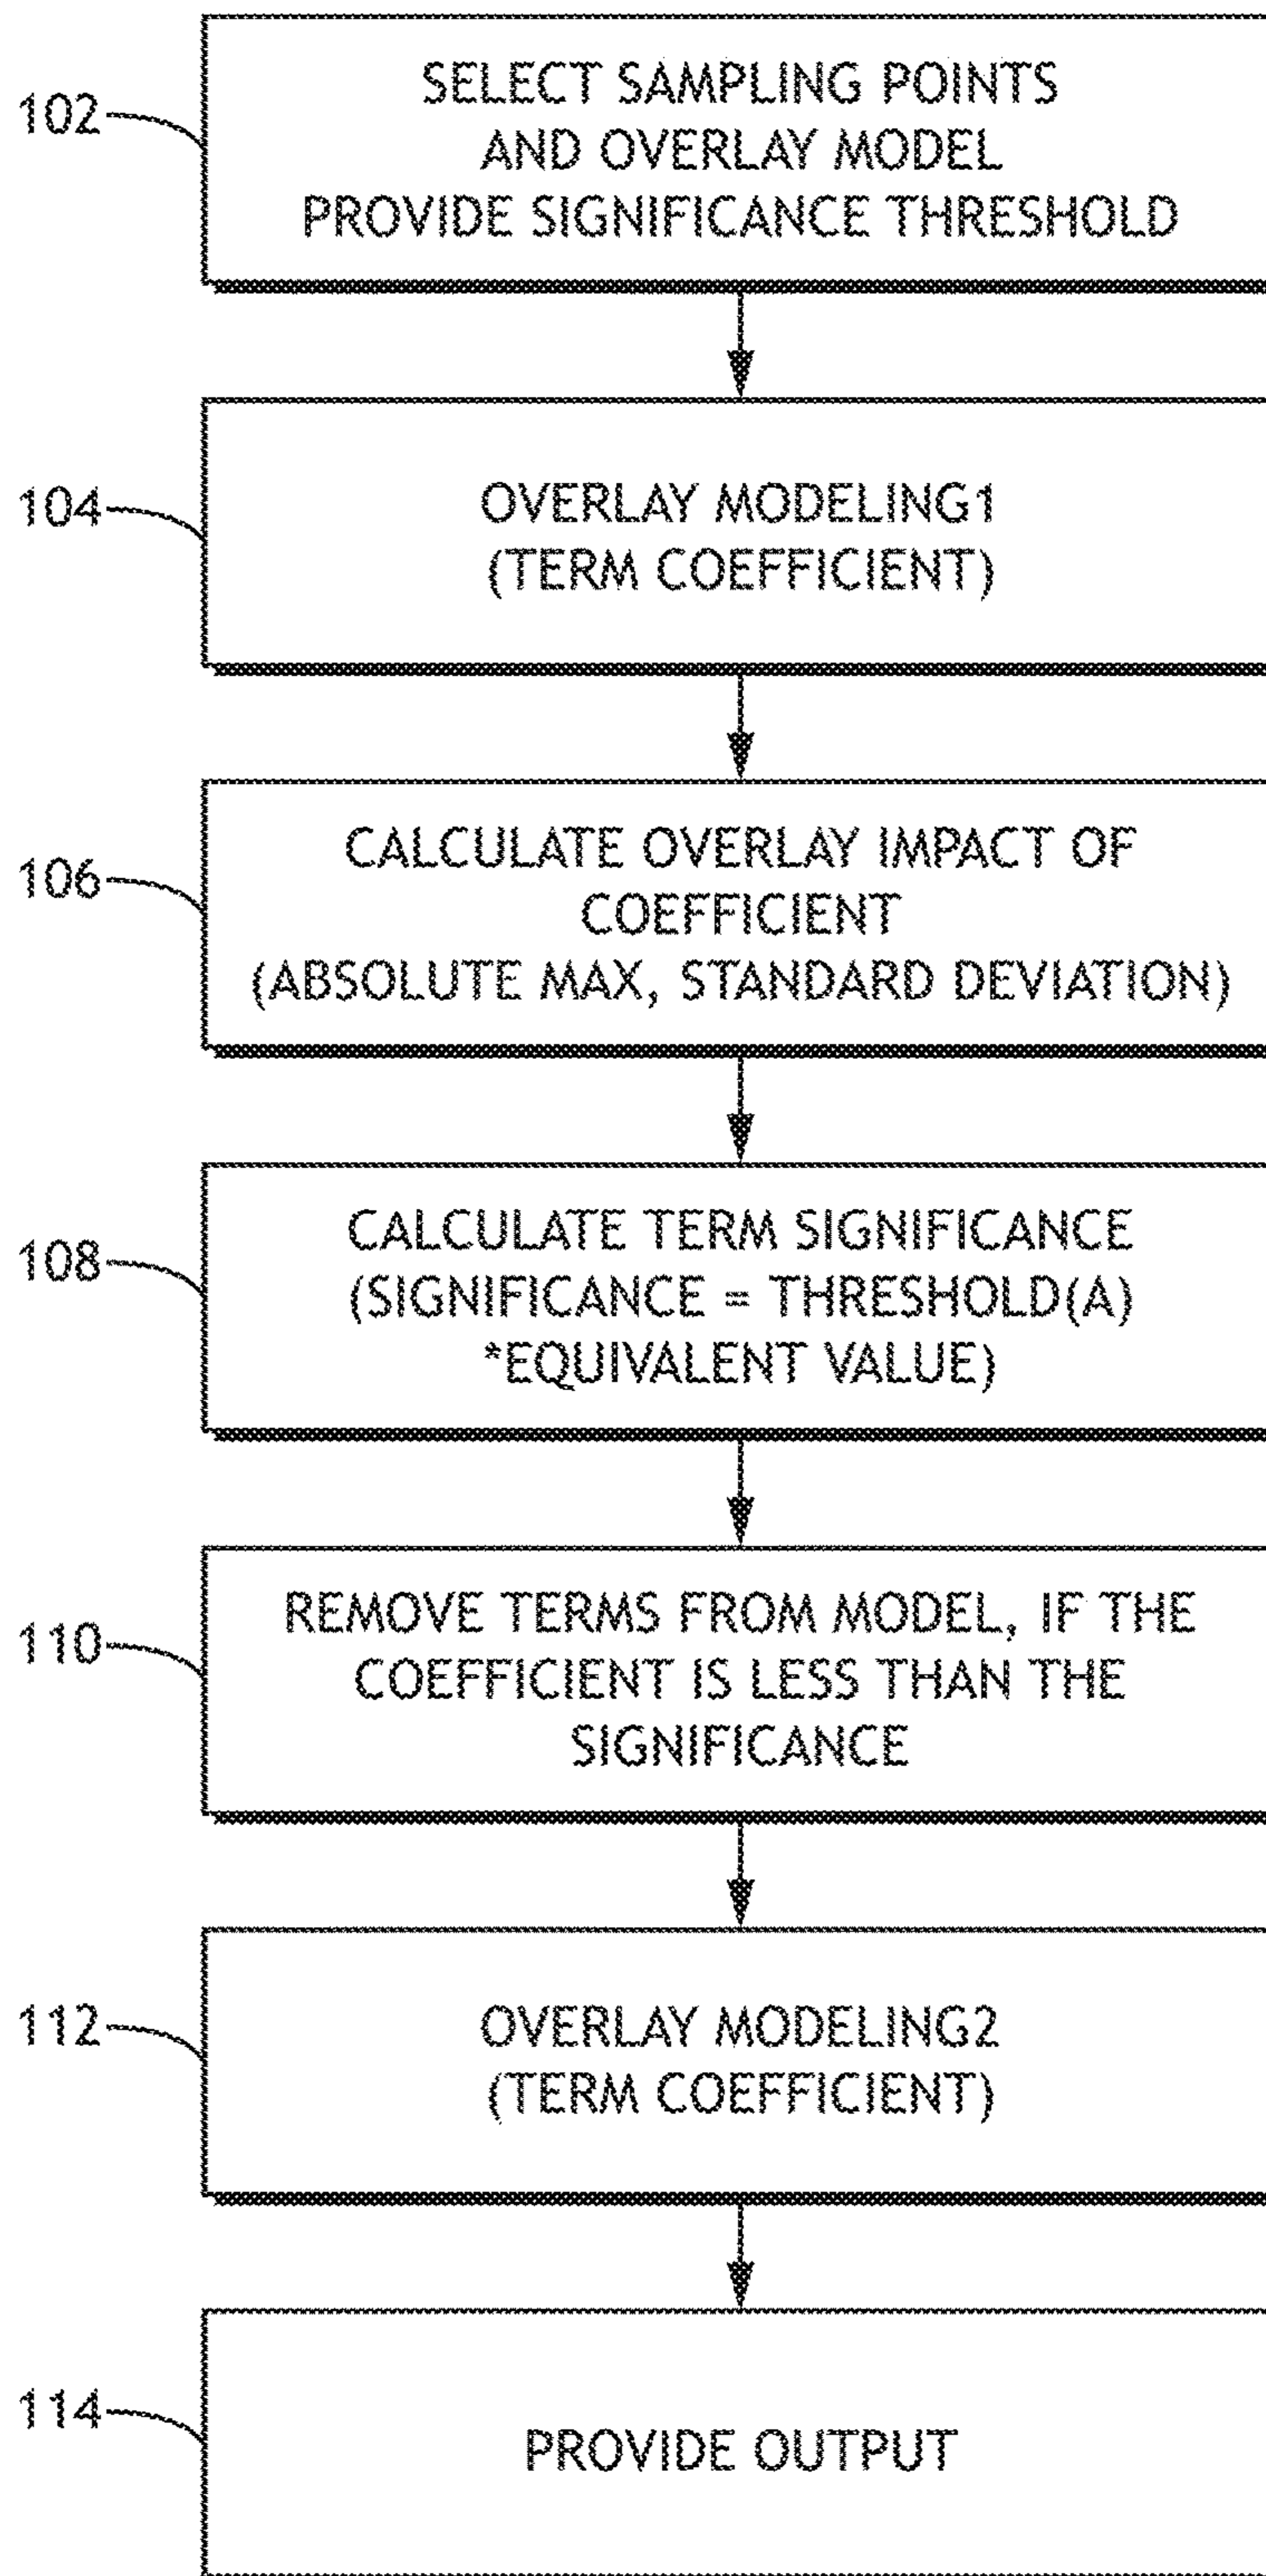 102
SELECT SAMPLING POINTS
AND OVERLAY MODEL
PROVIDE SIGNIFICANCE THRESHOLD
104
OVERLAY MODELING1
(TERM COEFFICIENT)
106
CALCULATE OVERLAY IMPACT OF
COEFFICIENT
(ABSOLUTE MAX, STANDARD DEVIATION)
108
CALCULATE TERM SIGNIFICANCE
(SIGNIFICANCE = THRESHOLD(A)
*EQUIVALENT VALUE)
110
REMOVE TERMS FROM MODEL, IF THE
COEFFICIENT IS LESS THAN THE
SIGNIFICANCE
112
OVERLAY MODELING2
(TERM COEFFICIENT)
114
PROVIDE OUTPUT